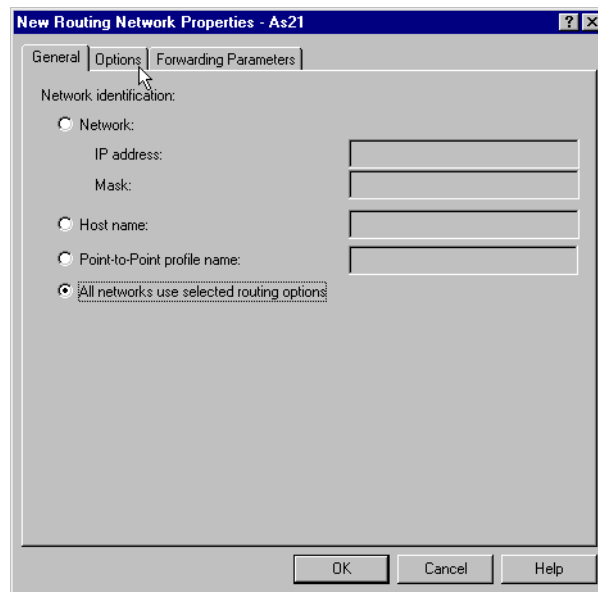 New Routing Network Properties - As21
General Options Forwarding Parameters
Network identification:
Network:
IP address:
Mask:
Host name:
Point-to-Point profile name:
All networks use selected routing options
OK Cancel Help